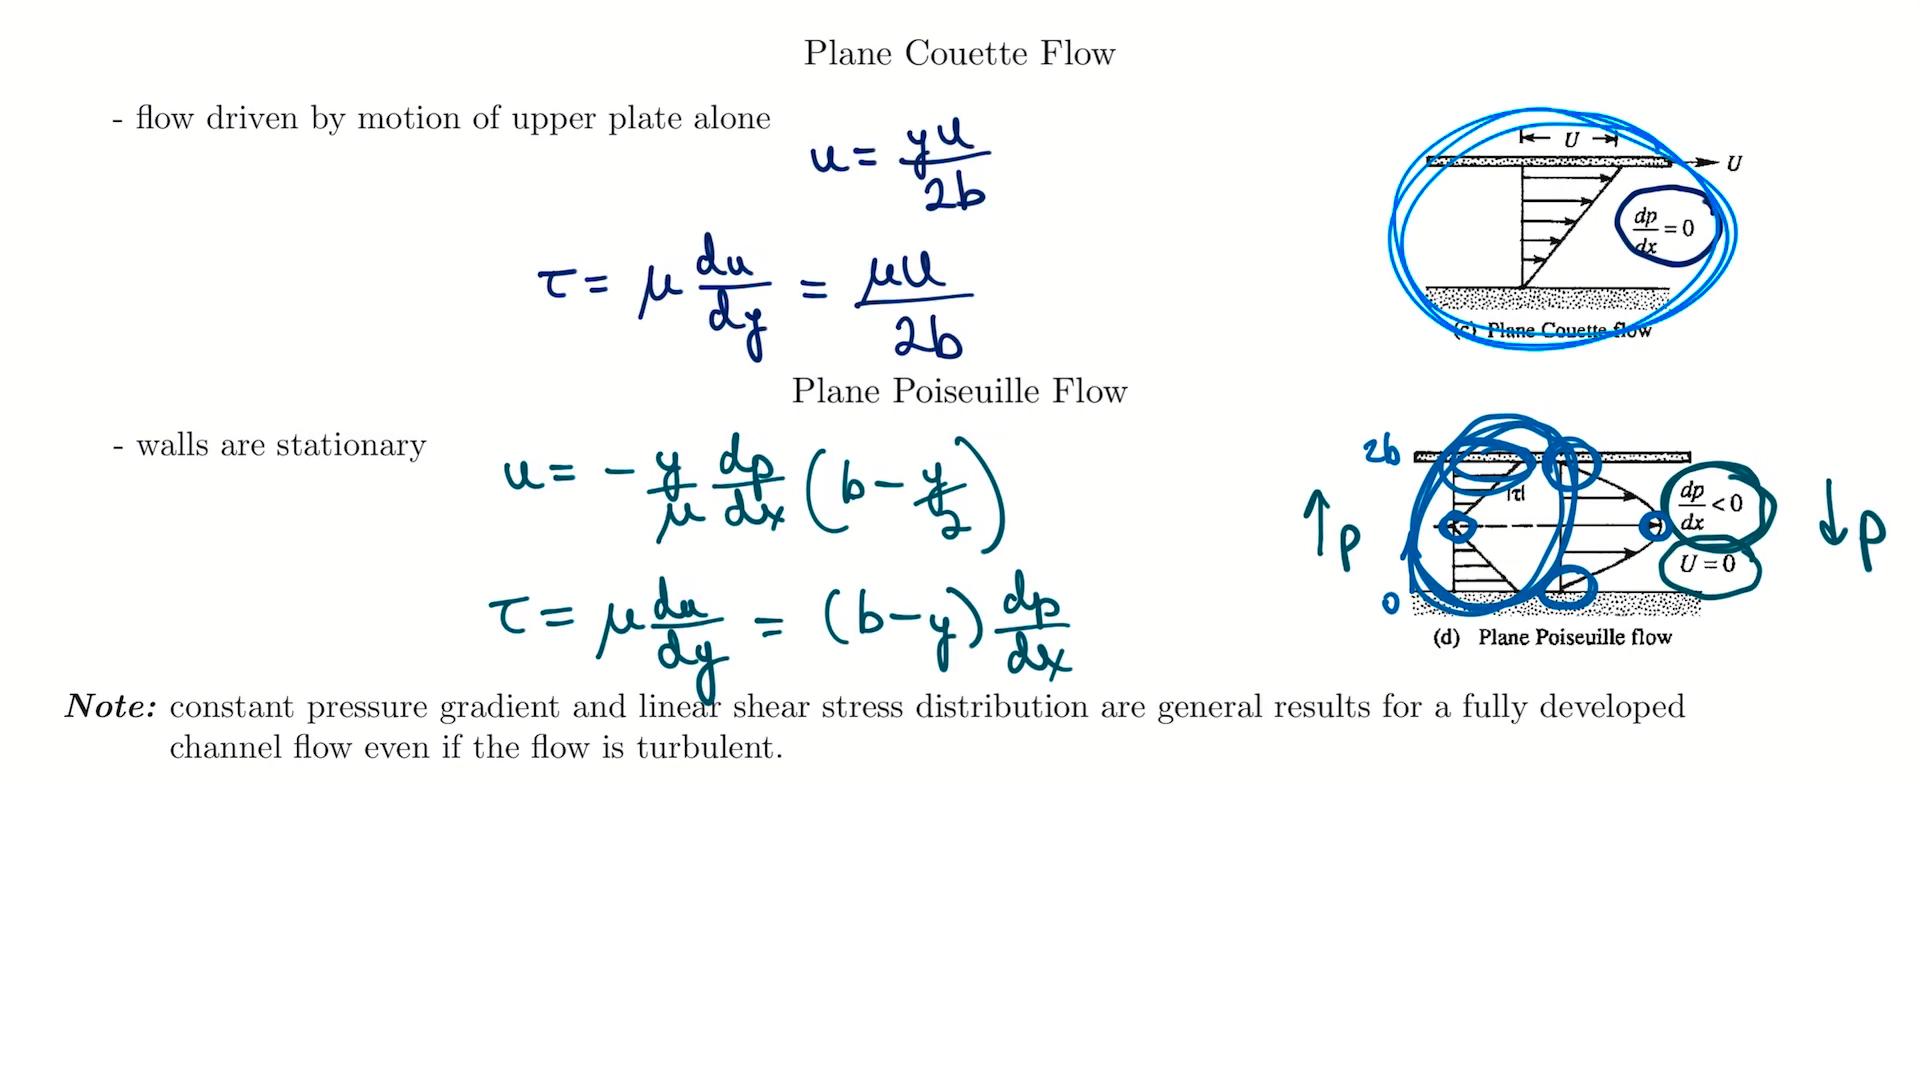 Plane Couette Flow
- flow driven by motion of upper plate alone
u = yU/2b
τ = μ du/dy = μU/2b
U
U
dp/dx = 0
(c) Plane Couette flow
Plane Poiseuille Flow
- walls are stationary
u = - y/μ dp/dx (b - y/2)
τ = μ du/dy = (b-y) dp/dx
2b
|τ|
dp/dx < 0
↑p
↓p
U = 0
0
(d) Plane Poiseuille flow
Note: constant pressure gradient and linear shear stress distribution are general results for a fully developed
channel flow even if the flow is turbulent.